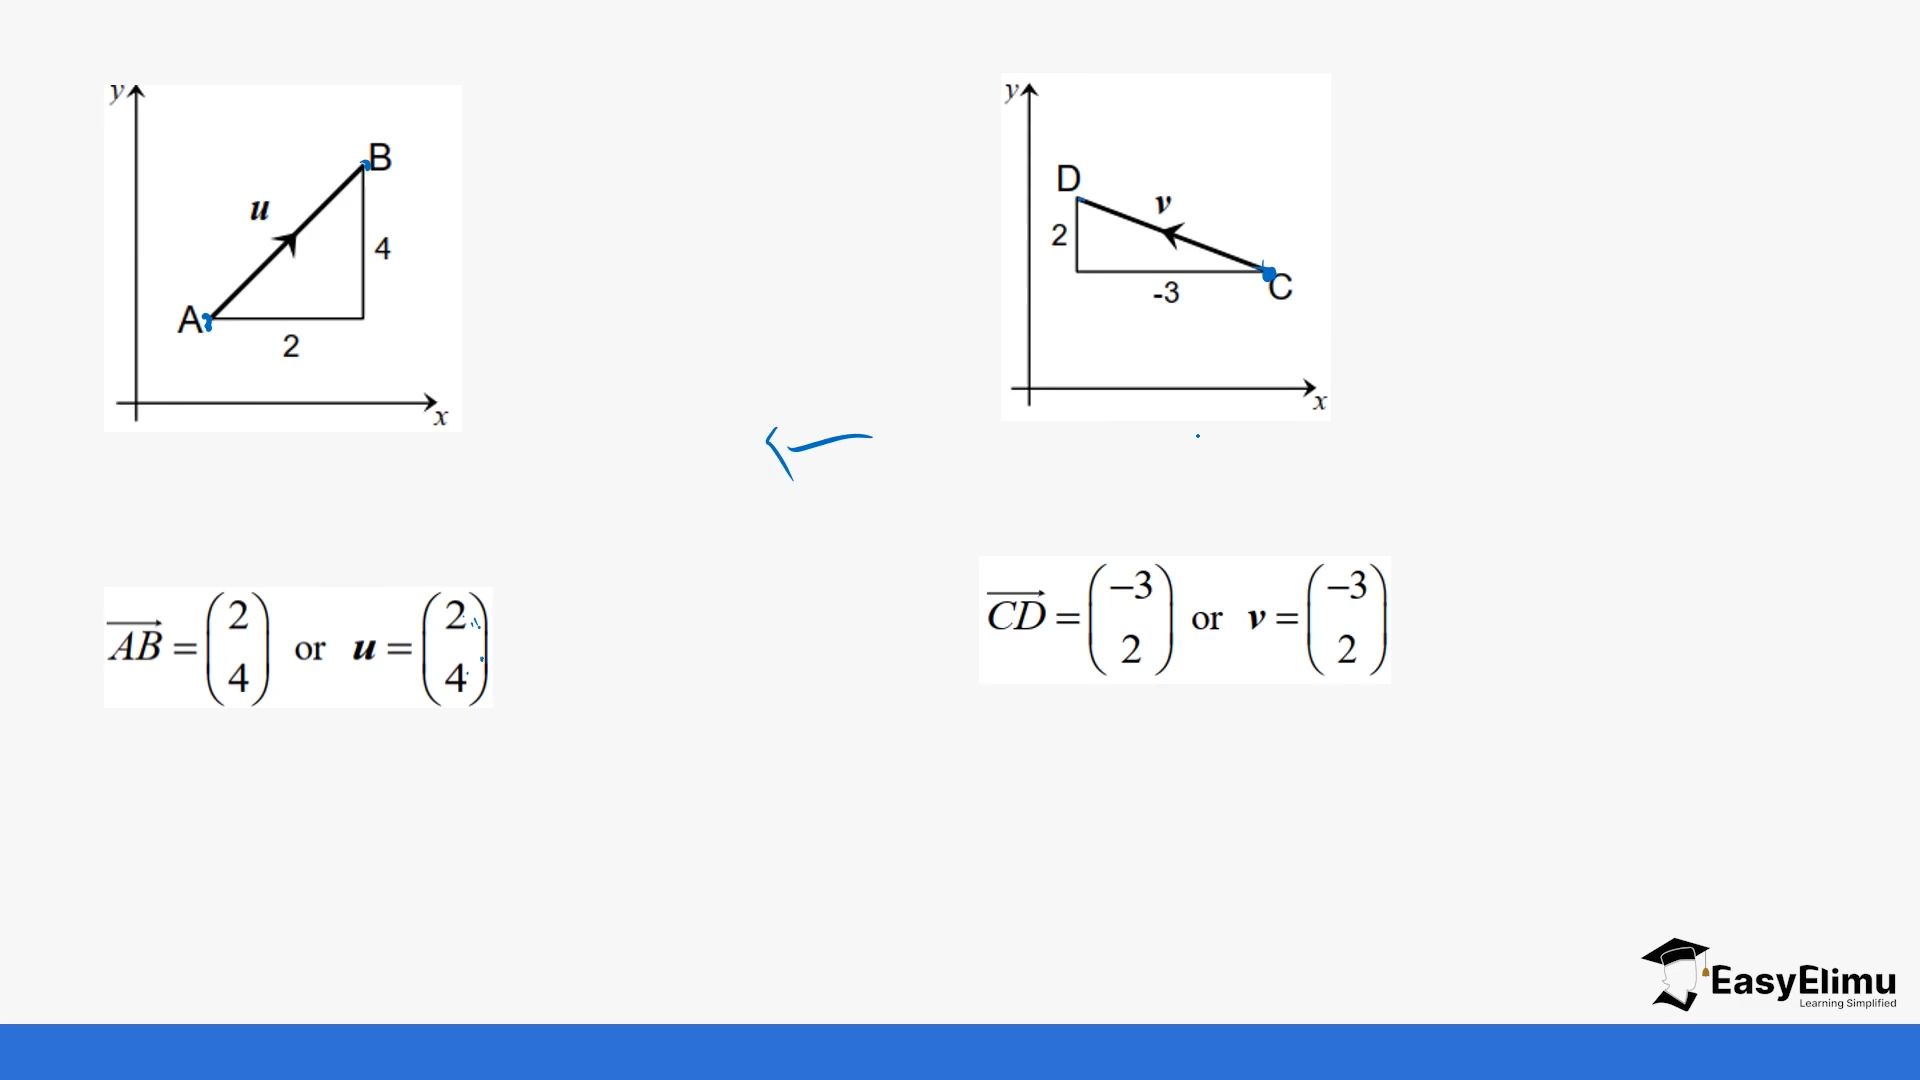 y
B
u
4
A
2
x
y
D
v
2
C
-3
x
AB = (2 4) or u = (2 4)
CD = (−3 2) or v = (−3 2)
EasyElimu
Learning Simplified